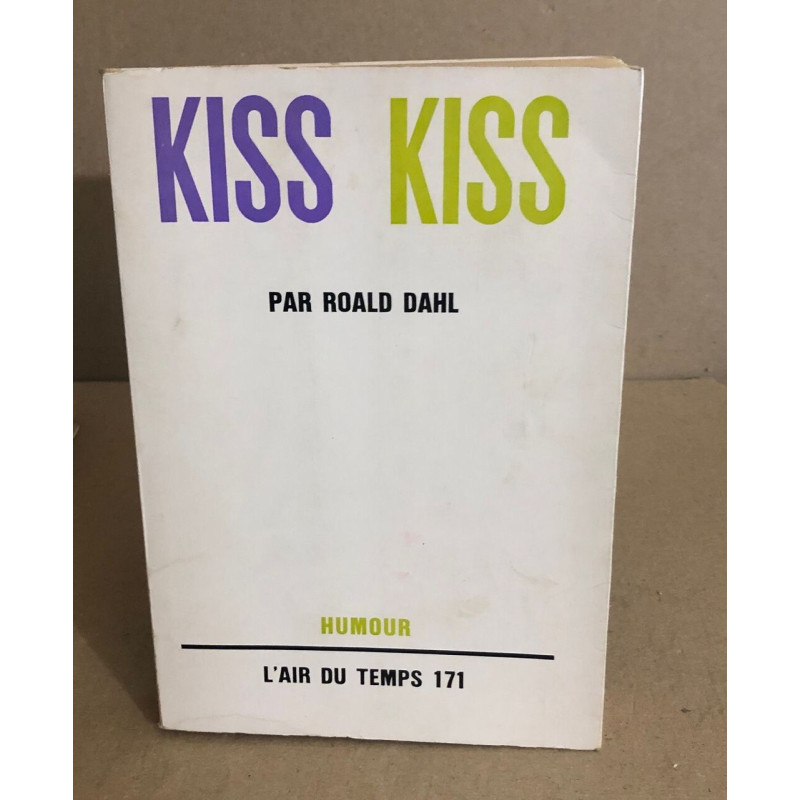 KISS KISS
PAR ROALD DAHL
HUMOUR
L'AIR DU TEMPS 171